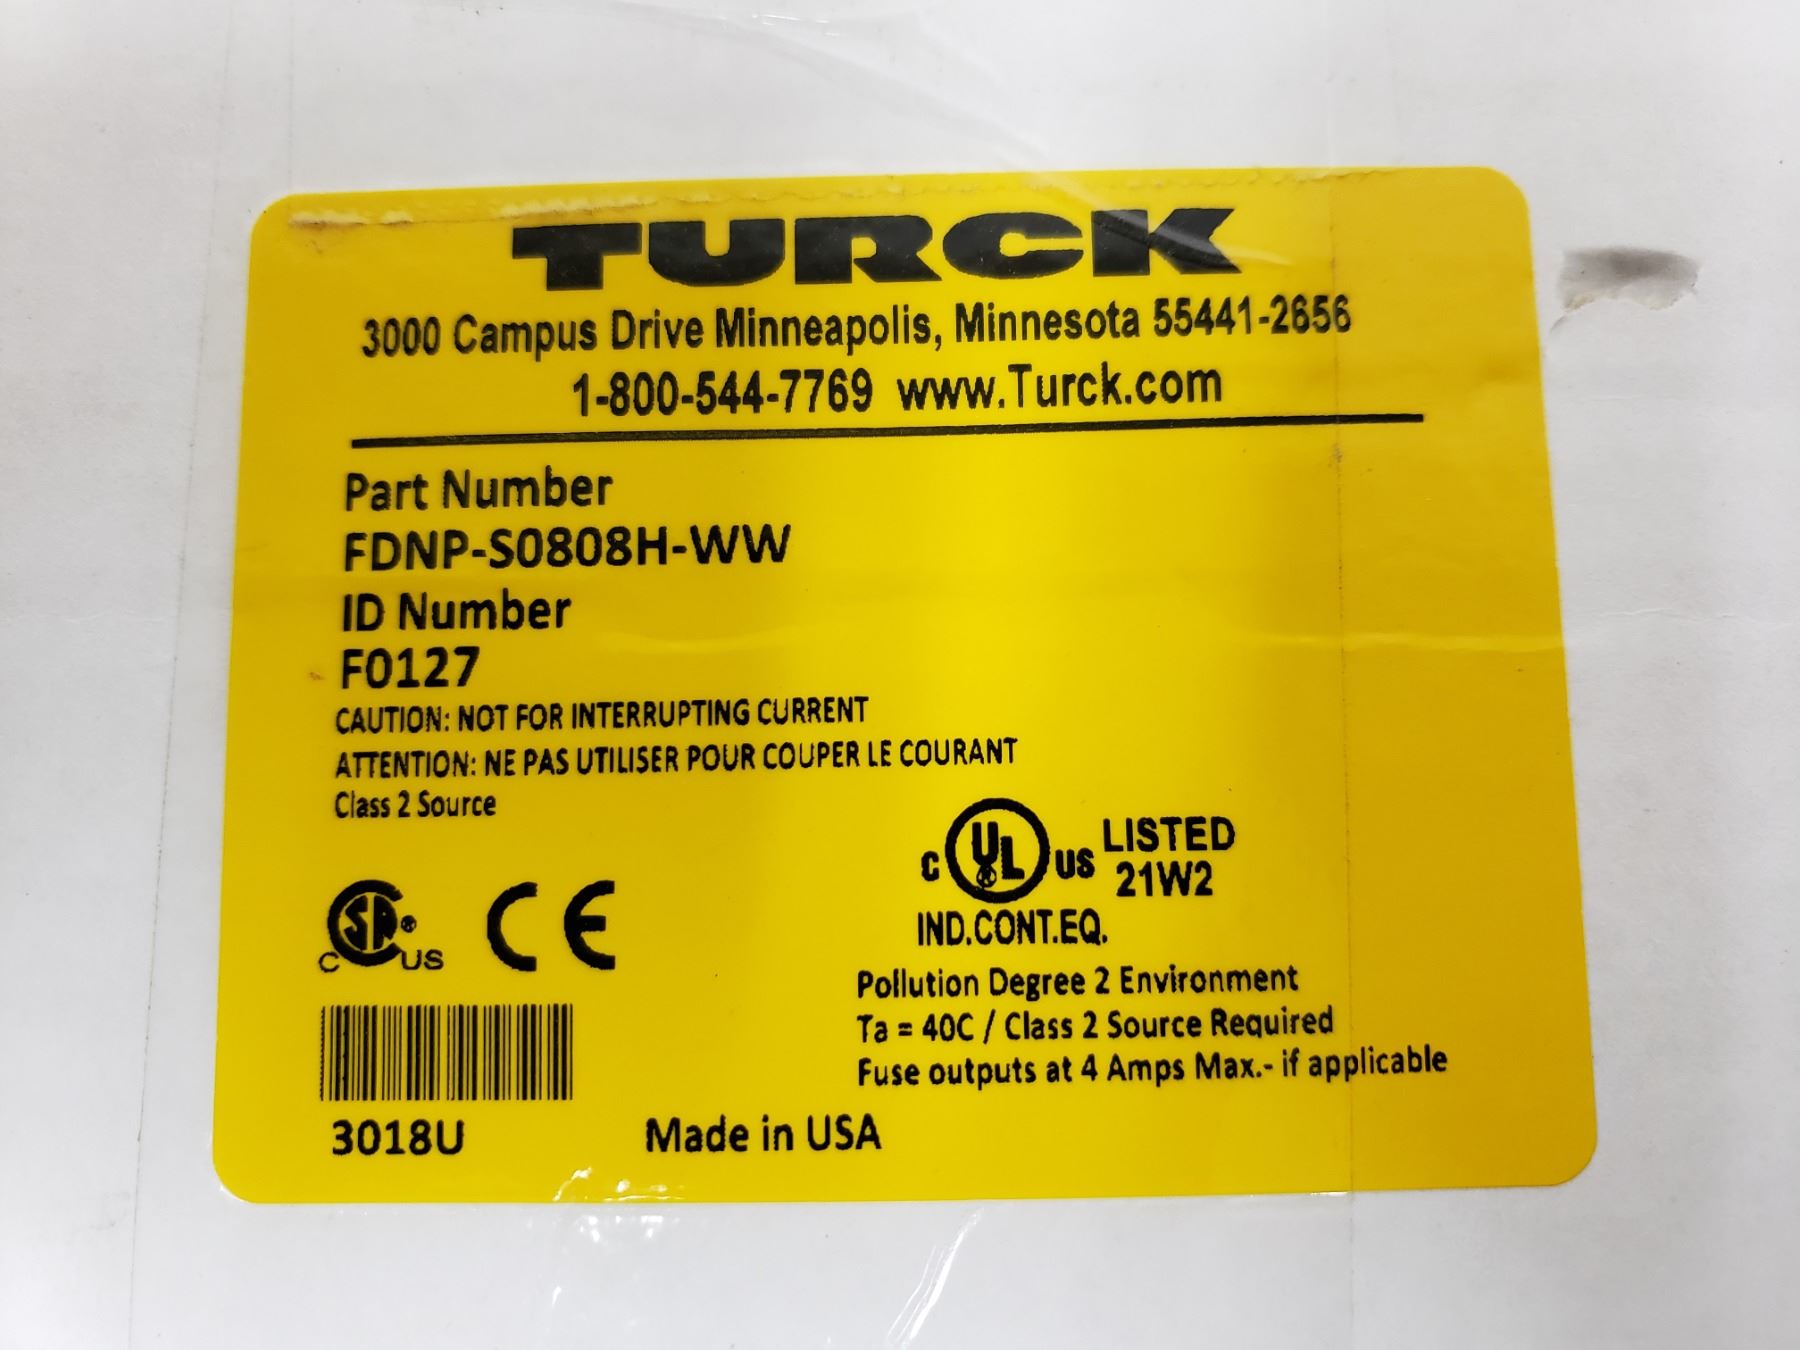 TURCK
3000 Campus Drive Minneapolis, Minnesota 55441-2656
1-800-544-7769 www.Turck.com
Part Number
FDNP-S0808H-WW
ID Number
F0127
CAUTION: NOT FOR INTERRUPTING CURRENT
ATTENTION: NE PAS UTILISER POUR COUPER LE COURANT
Class 2 Source
C UL ® US LISTED
21W2
IND.CONT.EQ.
C SA ® US CE
Pollution Degree 2 Environment
Ta = 40C / Class 2 Source Required
Fuse outputs at 4 Amps Max.- if applicable
3018U Made in USA